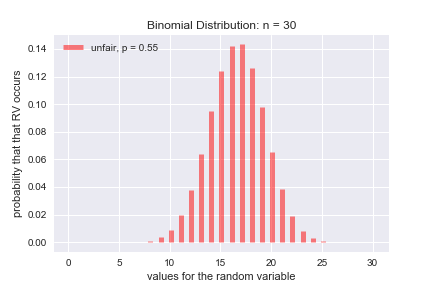 Binomial Distribution: n = 30
unfair, p = 0.55
probability that that RV occurs
0.14
0.12
0.10
0.08
0.06
0.04
0.02
0.00
0 5 10 15 20 25 30
values for the random variable